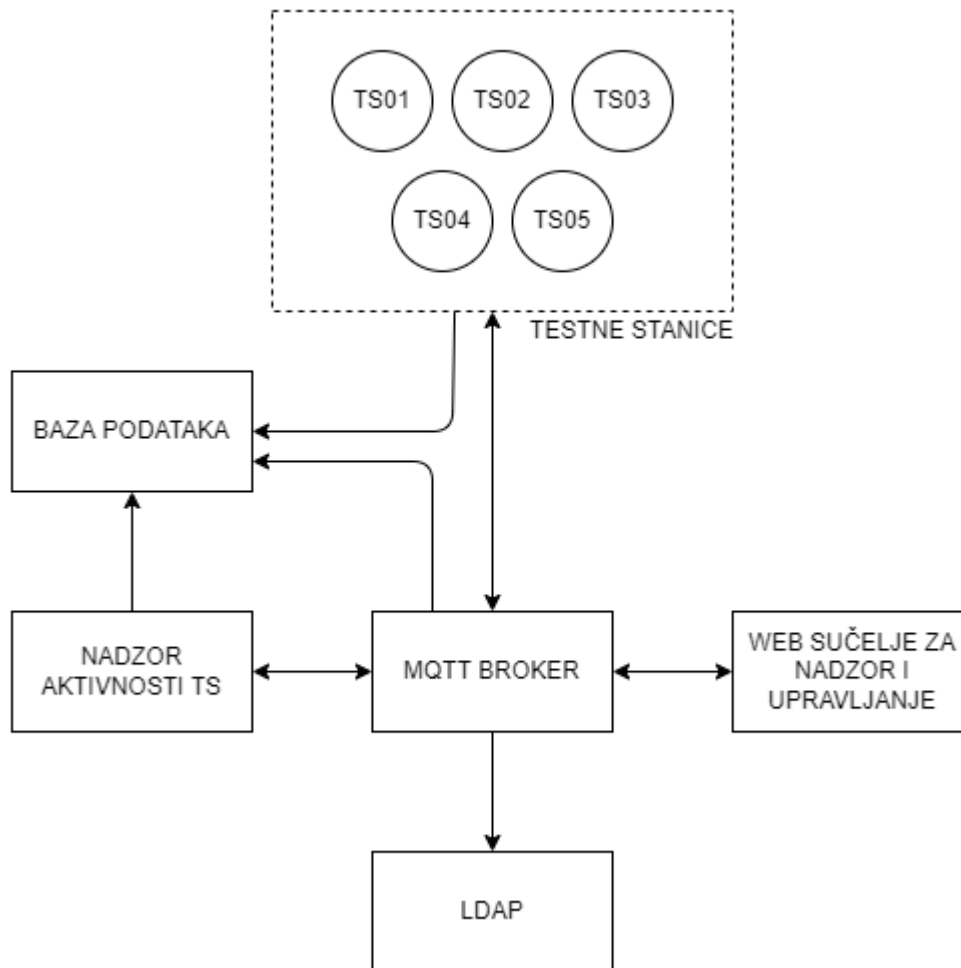 TS01
TS02
TS03
TS04
TS05
TESTNE STANICE
BAZA PODATAKA
NADZOR
AKTIVNOSTI TS
MQTT BROKER
WEB SUČELJE ZA
NADZOR I
UPRAVLJANJE
LDAP